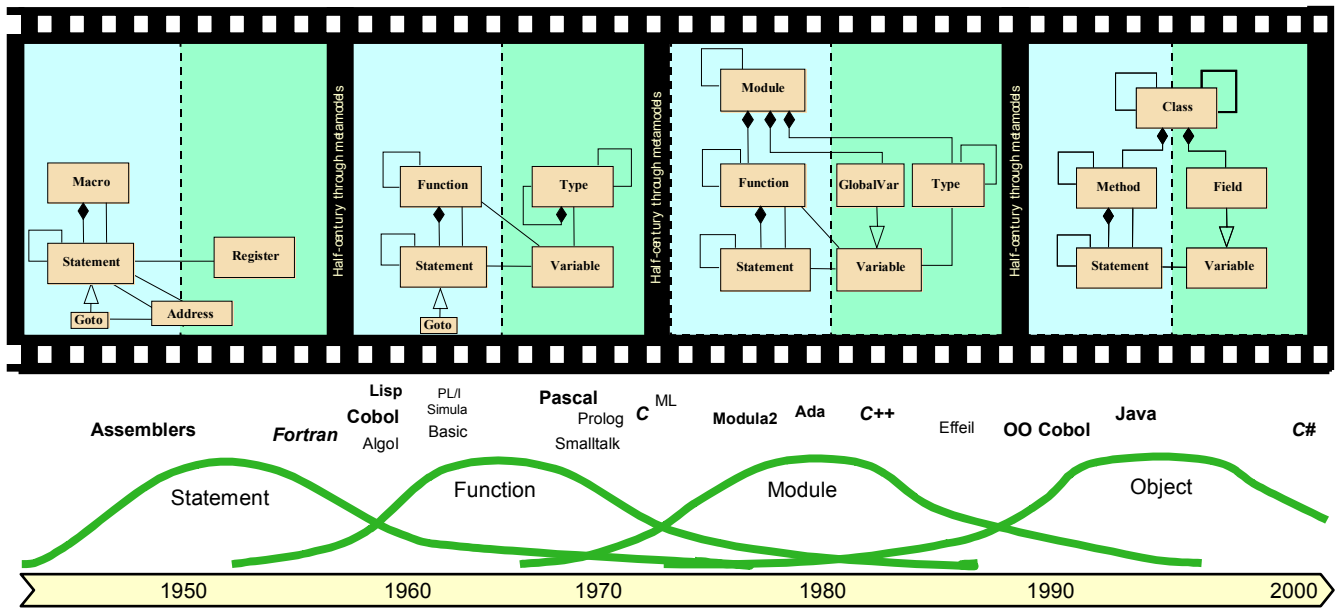 Macro
Statement
Register
Goto
Address
Half-century through metamodels
Function
Type
Statement
Variable
Goto
Half-century through metamodels
Module
Function
GlobalVar
Type
Statement
Variable
Half-century through metamodels
Class
Method
Field
Statement
Variable
Assemblers
Fortran
Lisp
Cobol
Algol
PL/I
Simula
Basic
Pascal
Prolog
Smalltalk
C
ML
Modula2
Ada
C++
Effeil
OO Cobol
Java
C#
Statement
Function
Module
Object
1950
1960
1970
1980
1990
2000